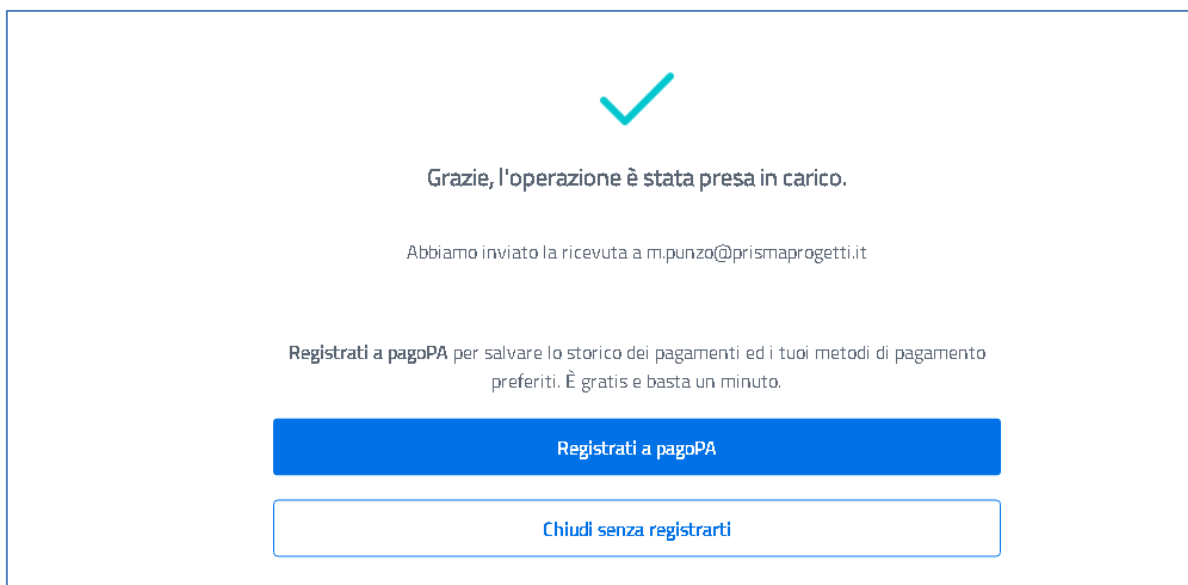 Grazie, l'operazione è stata presa in carico.
Abbiamo inviato la ricevuta a m.punzo@prismaprogetti.it
Registrati a pagoPA per salvare lo storico dei pagamenti ed i tuoi metodi di pagamento
preferiti. È gratis e basta un minuto.
Registrati a pagoPA
Chiudi senza registrarti